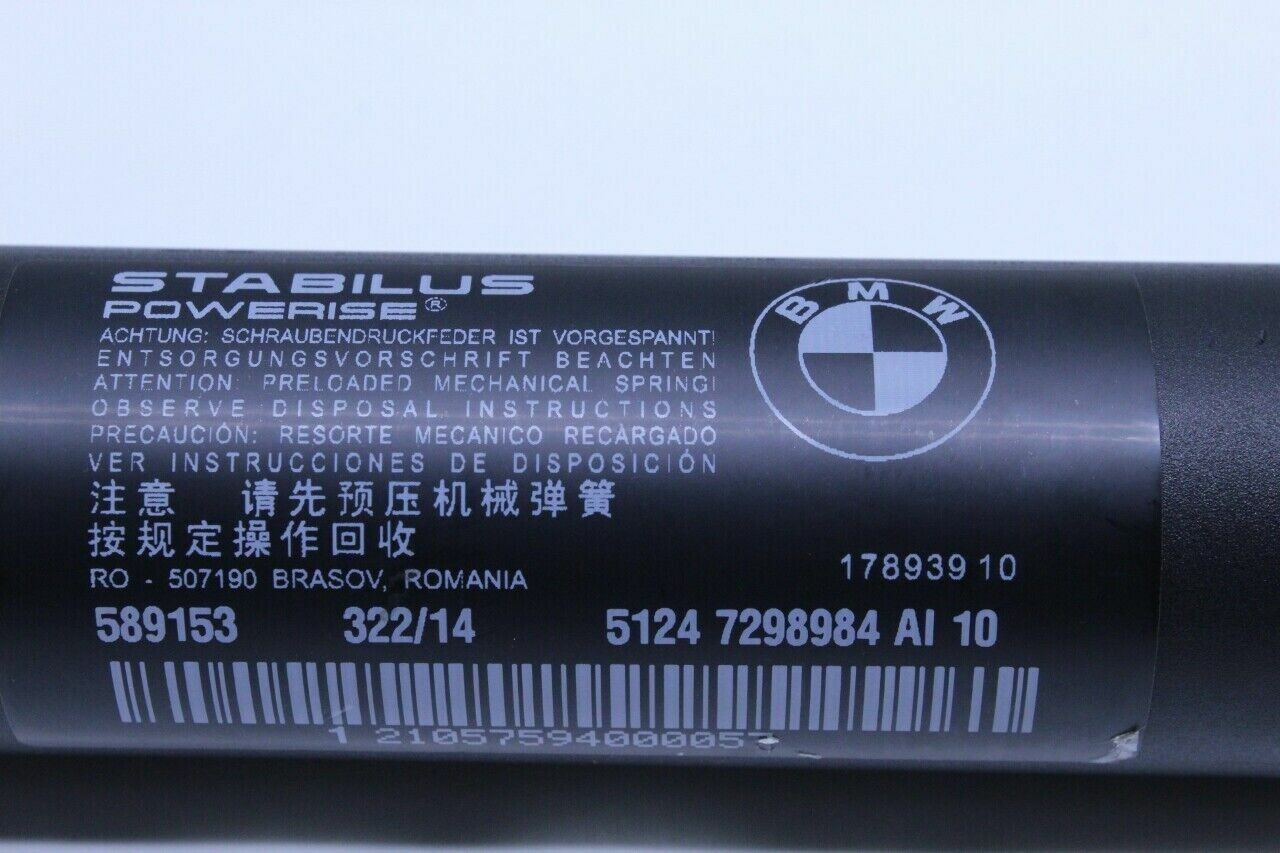 STABILUS
POWERISE®
BMW
ACHTUNG: SCHRAUBENDRUCKFEDER IST VORGESPANNT!
ENTSORGUNGSVORSCHRIFT BEACHTEN
ATTENTION: PRELOADED MECHANICAL SPRING!
OBSERVE DISPOSAL INSTRUCTIONS
PRECAUCIÓN: RESORTE MECANICO RECARGADO
VER INSTRUCCIONES DE DISPOSICIÓN
注意 请先预压机械弹簧
按规定操作回收
RO - 507190 BRASOV, ROMANIA
178939 10
589153 322/14 5124 7298984 AI 10